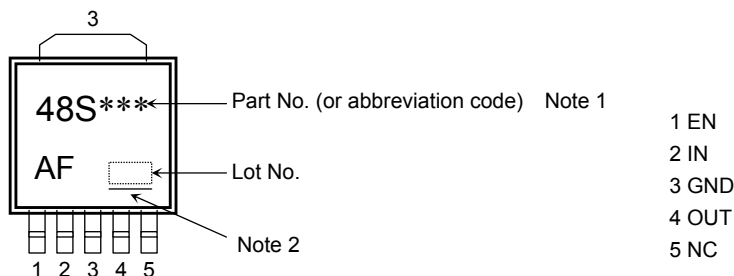 3
48S***
Part No. (or abbreviation code) Note 1
AF
Lot No.
Note 2
1 2 3 4 5
1 EN
2 IN
3 GND
4 OUT
5 NC